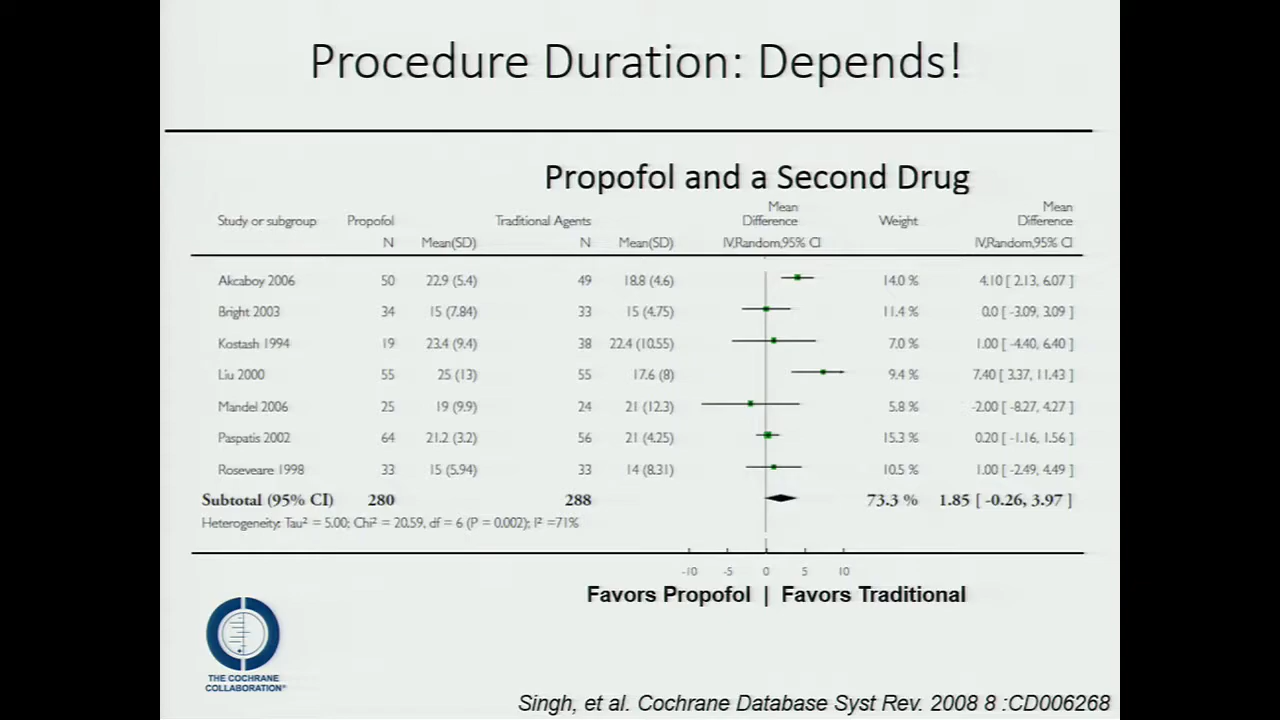 Procedure Duration: Depends!
Propofol and a Second Drug
Study or subgroup Propofol Traditional Agents Mean Difference Weight Mean Difference
N Mean(SD) N Mean(SD) IV,Random,95% CI IV,Random,95% CI
Akcaboy 2006 50 22.9 (5.4) 49 18.8 (4.6) 14.0 % 4.10 [ 2.13, 6.07 ]
Bright 2003 34 15 (7.84) 33 15 (4.75) 11.4 % 0.0 [ -3.09, 3.09 ]
Kostash 1994 19 23.4 (9.4) 38 22.4 (10.55) 7.0 % 1.00 [ -4.40, 6.40 ]
Liu 2000 55 25 (13) 55 17.6 (8) 9.4 % 7.40 [ 3.37, 11.43 ]
Mandel 2006 25 19 (9.9) 24 21 (12.3) 5.8 % -2.00 [ -8.27, 4.27 ]
Paspatis 2002 64 21.2 (3.2) 56 21 (4.25) 15.3 % 0.20 [ -1.16, 1.56 ]
Roseveare 1998 33 15 (5.94) 33 14 (8.31) 10.5 % 1.00 [ -2.49, 4.49 ]
Subtotal (95% CI) 280 288 73.3 % 1.85 [ -0.26, 3.97 ]
Heterogeneity: Tau² = 5.00; Chi² = 20.59, df = 6 (P = 0.002); I² =71%
-10 -5 0 5 10
Favors Propofol | Favors Traditional
THE COCHRANE
COLLABORATION®
Singh, et al. Cochrane Database Syst Rev. 2008 8 :CD006268